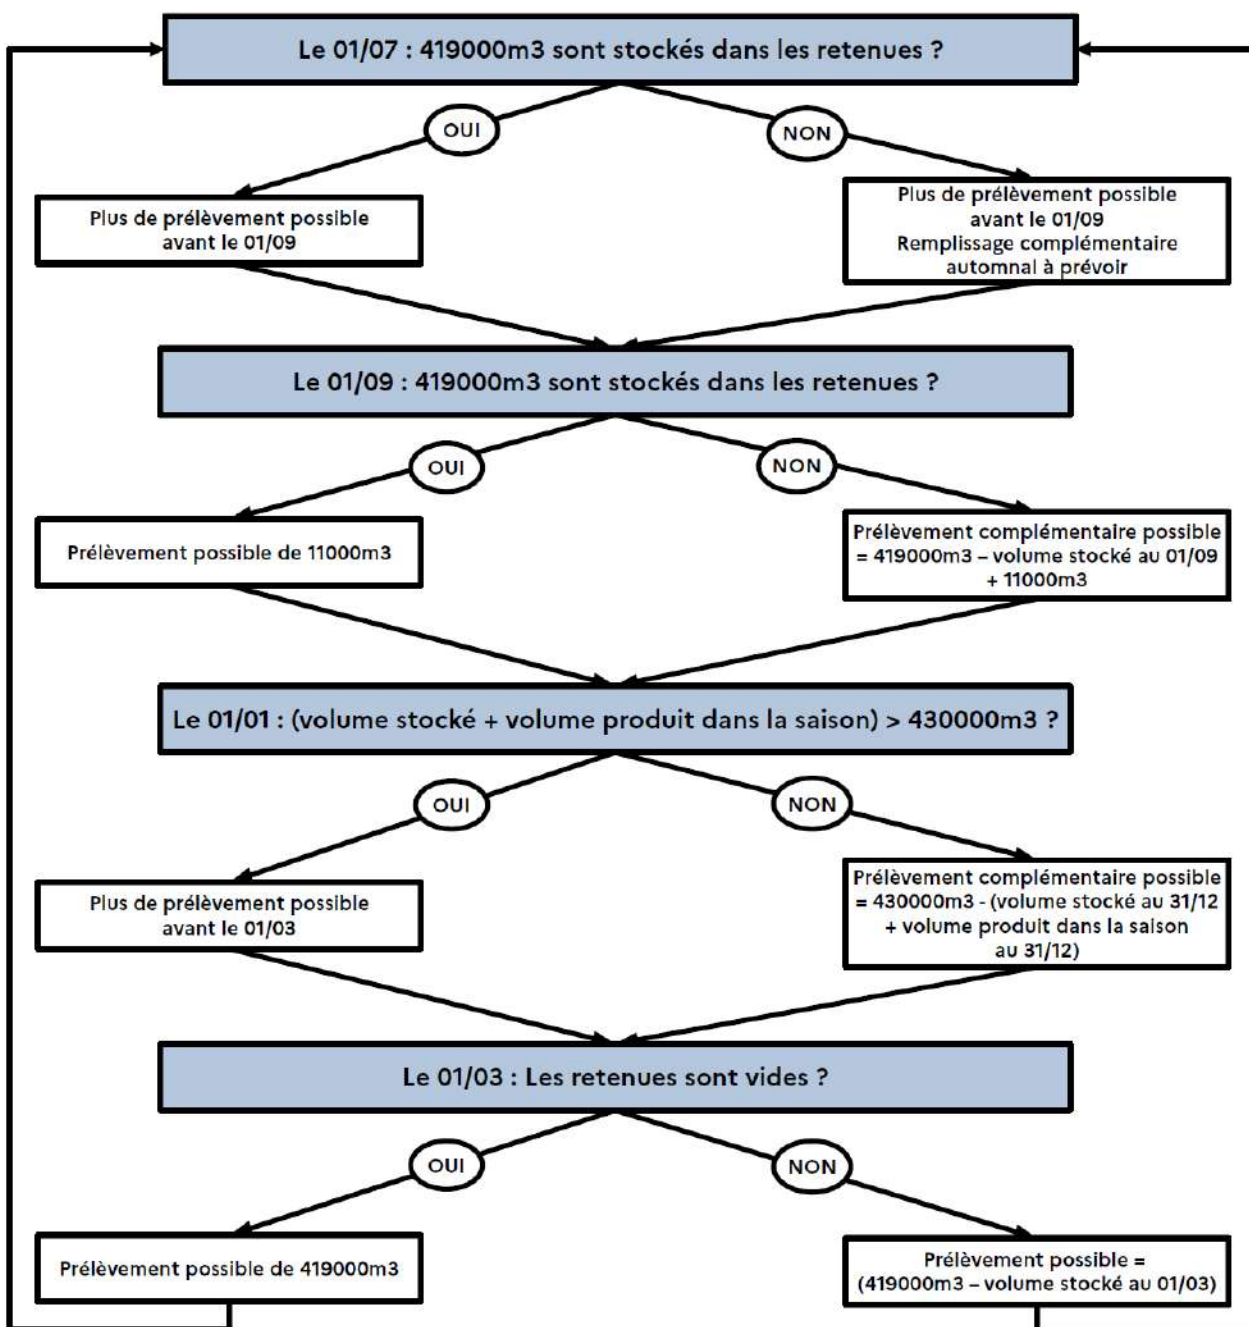 Le 01/07 : 419000m3 sont stockés dans les retenues ?
OUI
NON
Plus de prélèvement possible
avant le 01/09
Plus de prélèvement possible
avant le 01/09
Remplissage complémentaire
automnal à prévoir
Le 01/09 : 419000m3 sont stockés dans les retenues ?
OUI
NON
Prélèvement possible de 11000m3
Prélèvement complémentaire possible
= 419000m3 – volume stocké au 01/09
+ 11000m3
Le 01/01 : (volume stocké + volume produit dans la saison) > 430000m3 ?
OUI
NON
Plus de prélèvement possible
avant le 01/03
Prélèvement complémentaire possible
= 430000m3 - (volume stocké au 31/12
+ volume produit dans la saison
au 31/12)
Le 01/03 : Les retenues sont vides ?
OUI
NON
Prélèvement possible de 419000m3
Prélèvement possible =
(419000m3 – volume stocké au 01/03)